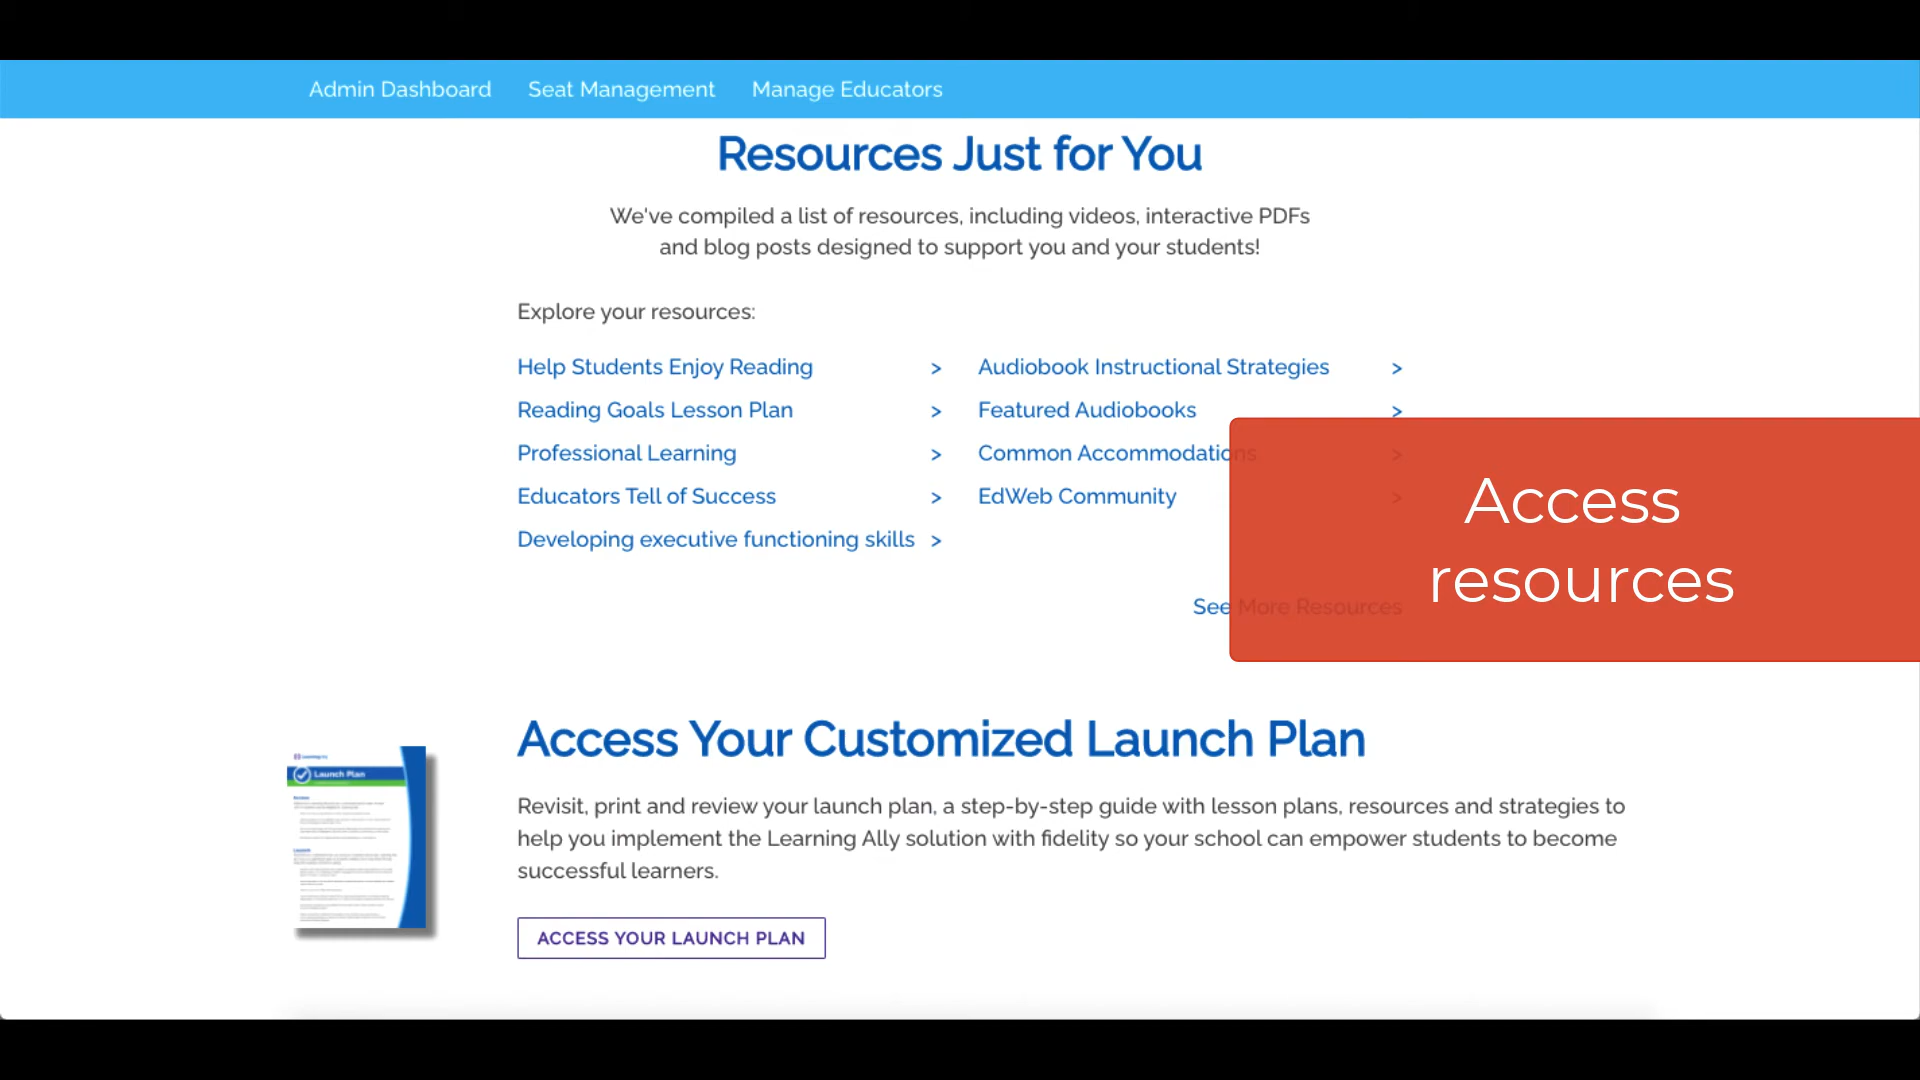 Admin Dashboard Seat Management Manage Educators
Resources Just for You
We've compiled a list of resources, including videos, interactive PDFs
and blog posts designed to support you and your students!
Explore your resources:
Help Students Enjoy Reading >
Reading Goals Lesson Plan >
Professional Learning >
Educators Tell of Success >
Developing executive functioning skills >
Audiobook Instructional Strategies >
Featured Audiobooks >
Common Accommodations >
EdWeb Community >
See More Resources
Access
resources
Access Your Customized Launch Plan
Revisit, print and review your launch plan, a step-by-step guide with lesson plans, resources and strategies to
help you implement the Learning Ally solution with fidelity so your school can empower students to become
successful learners.
ACCESS YOUR LAUNCH PLAN
Launch Plan